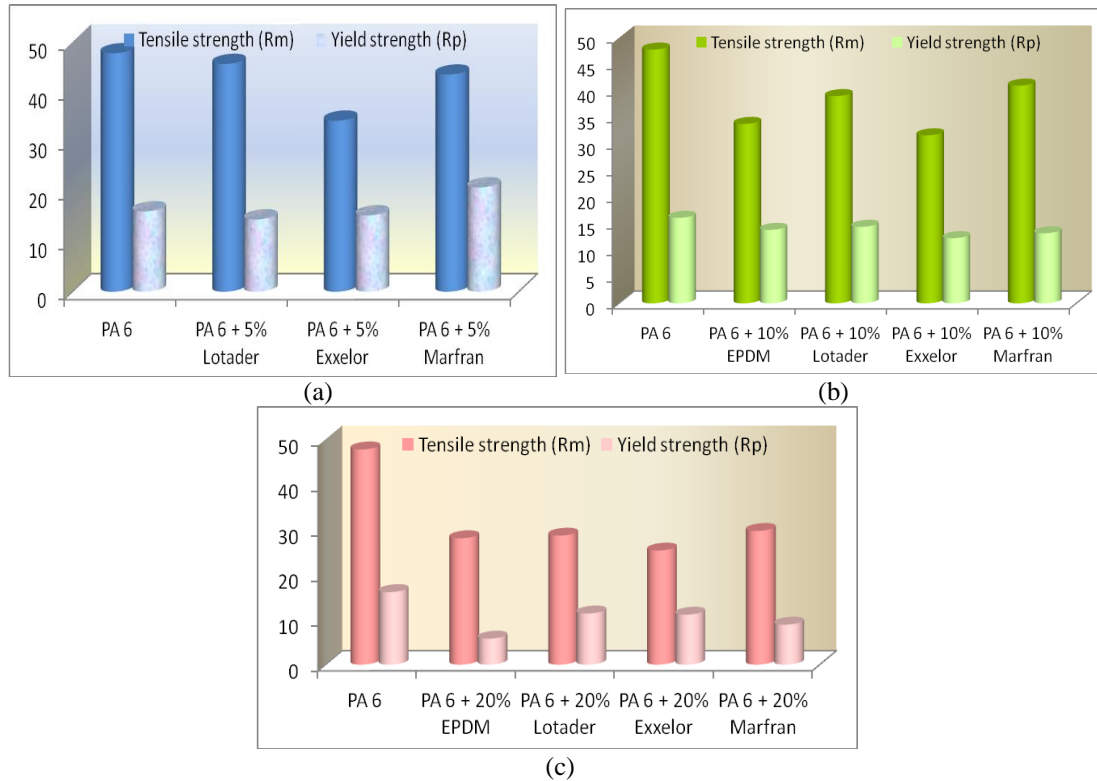 Tensile strength (Rm) Yield strength (Rp)
50
40
30
20
10
0
PA 6 PA 6 + 5% PA 6 + 5% PA 6 + 5%
Lotader Exxelor Marfran
(a)
Tensile strength (Rm) Yield strength (Rp)
50
45
40
35
30
25
20
15
10
5
0
PA 6 PA 6 + 10% PA 6 + 10% PA 6 + 10% PA 6 + 10%
EPDM Lotader Exxelor Marfran
(b)
Tensile strength (Rm) Yield strength (Rp)
50
40
30
20
10
0
PA 6 PA 6 + 20% PA 6 + 20% PA 6 + 20% PA 6 + 20%
EPDM Lotader Exxelor Marfran
(c)